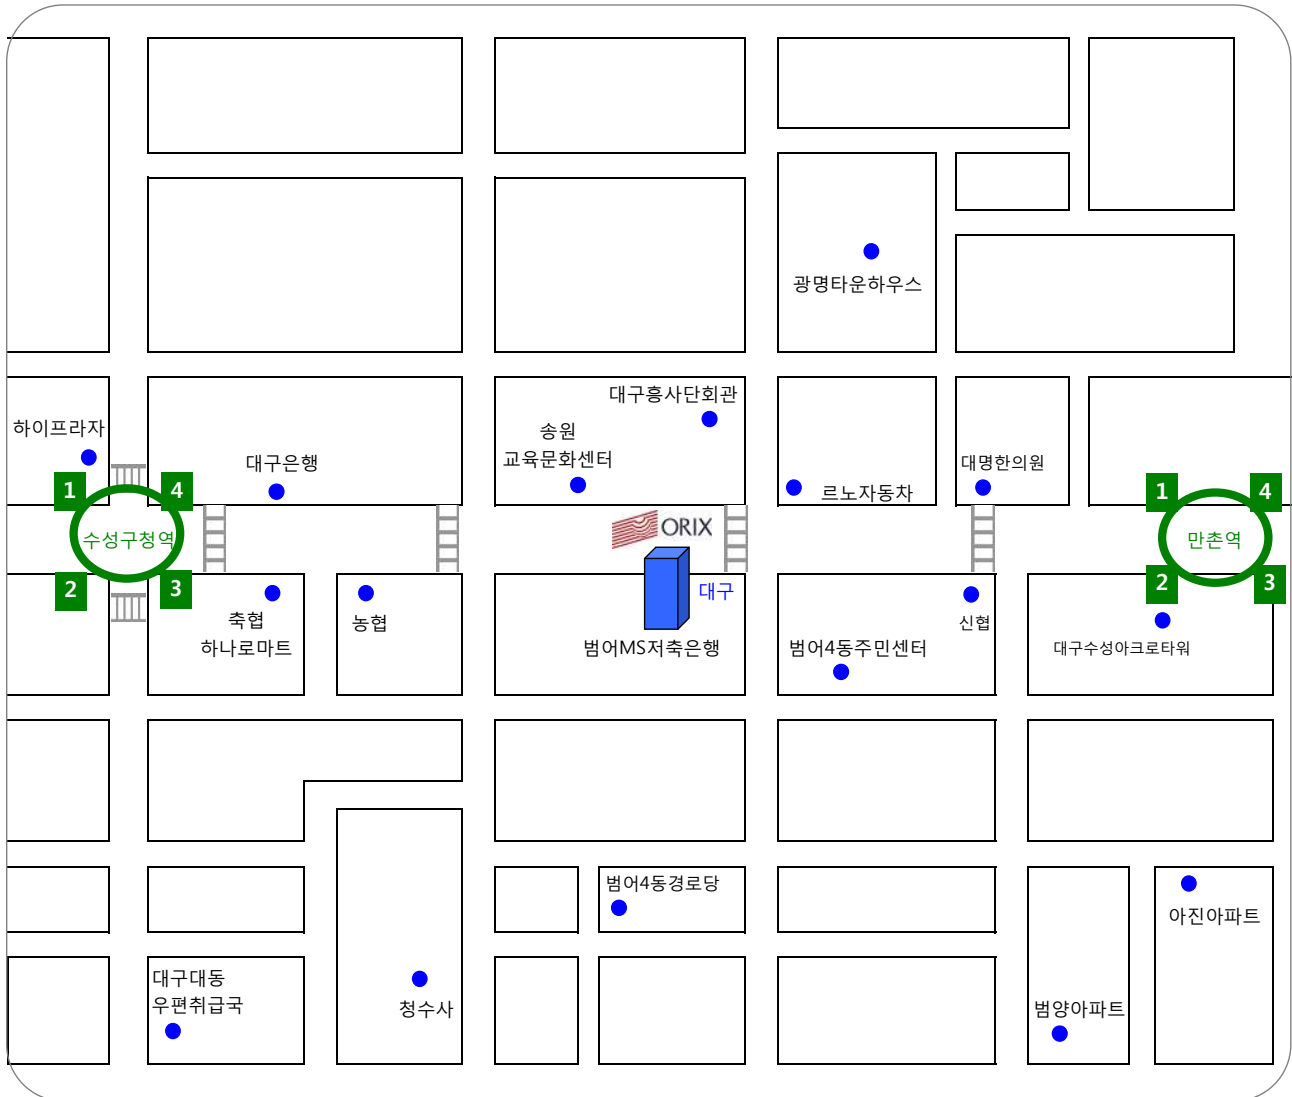 광명타운하우스
대구흥사단회관
하이프라자
송원
교육문화센터
대구은행
대명한의원
르노자동차
1
4
1
4
ORIX
수성구청역
만촌역
2
3
2
3
대구
축협
하나로마트
농협
신협
범어MS저축은행
범어4동주민센터
대구수성아크로타워
범어4동경로당
아진아파트
대구대동
우편취급국
청수사
범양아파트